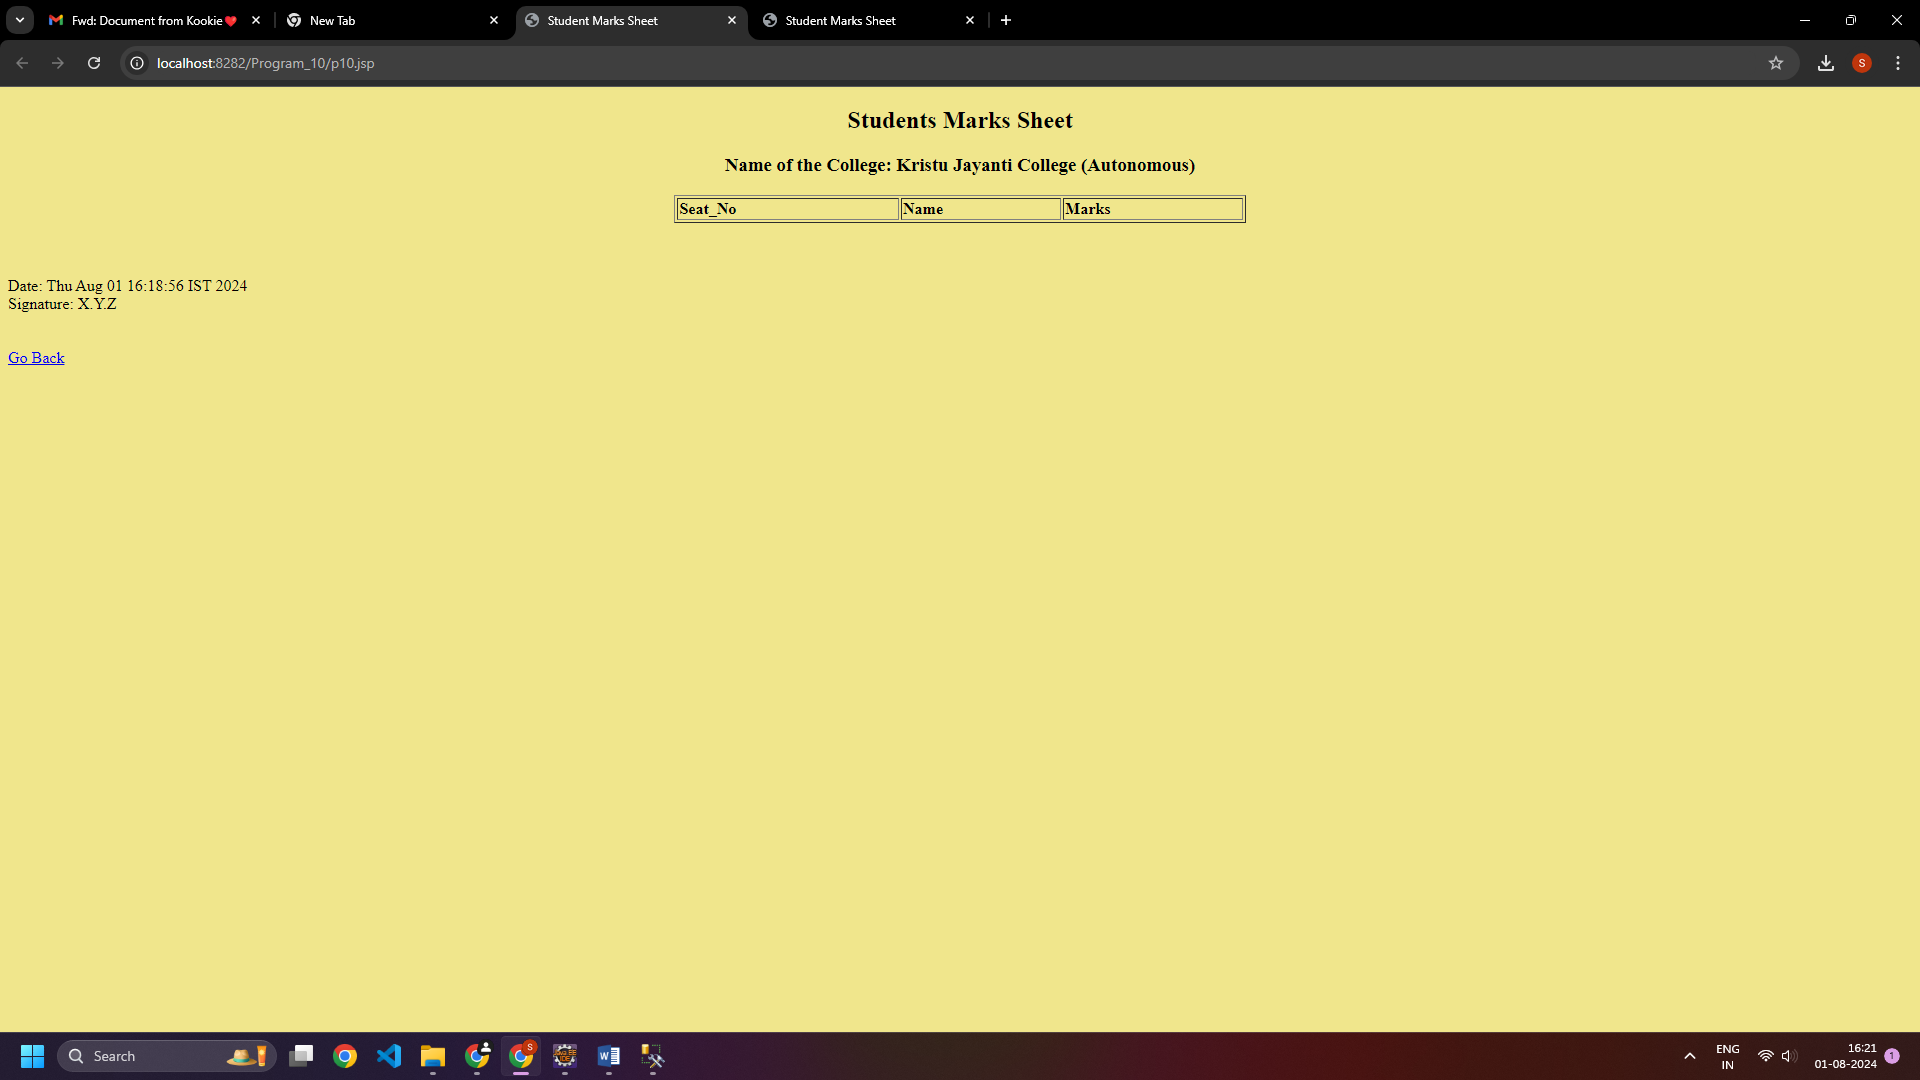 Fwd: Document from Kookie❤️
New Tab
Student Marks Sheet
Student Marks Sheet
localhost:8282/Program_10/p10.jsp
S
Students Marks Sheet
Name of the College: Kristu Jayanti College (Autonomous)
Seat_No Name Marks
Date: Thu Aug 01 16:18:56 IST 2024
Signature: X.Y.Z
Go Back
Search
S
ENG
IN
16:21
01-08-2024
1